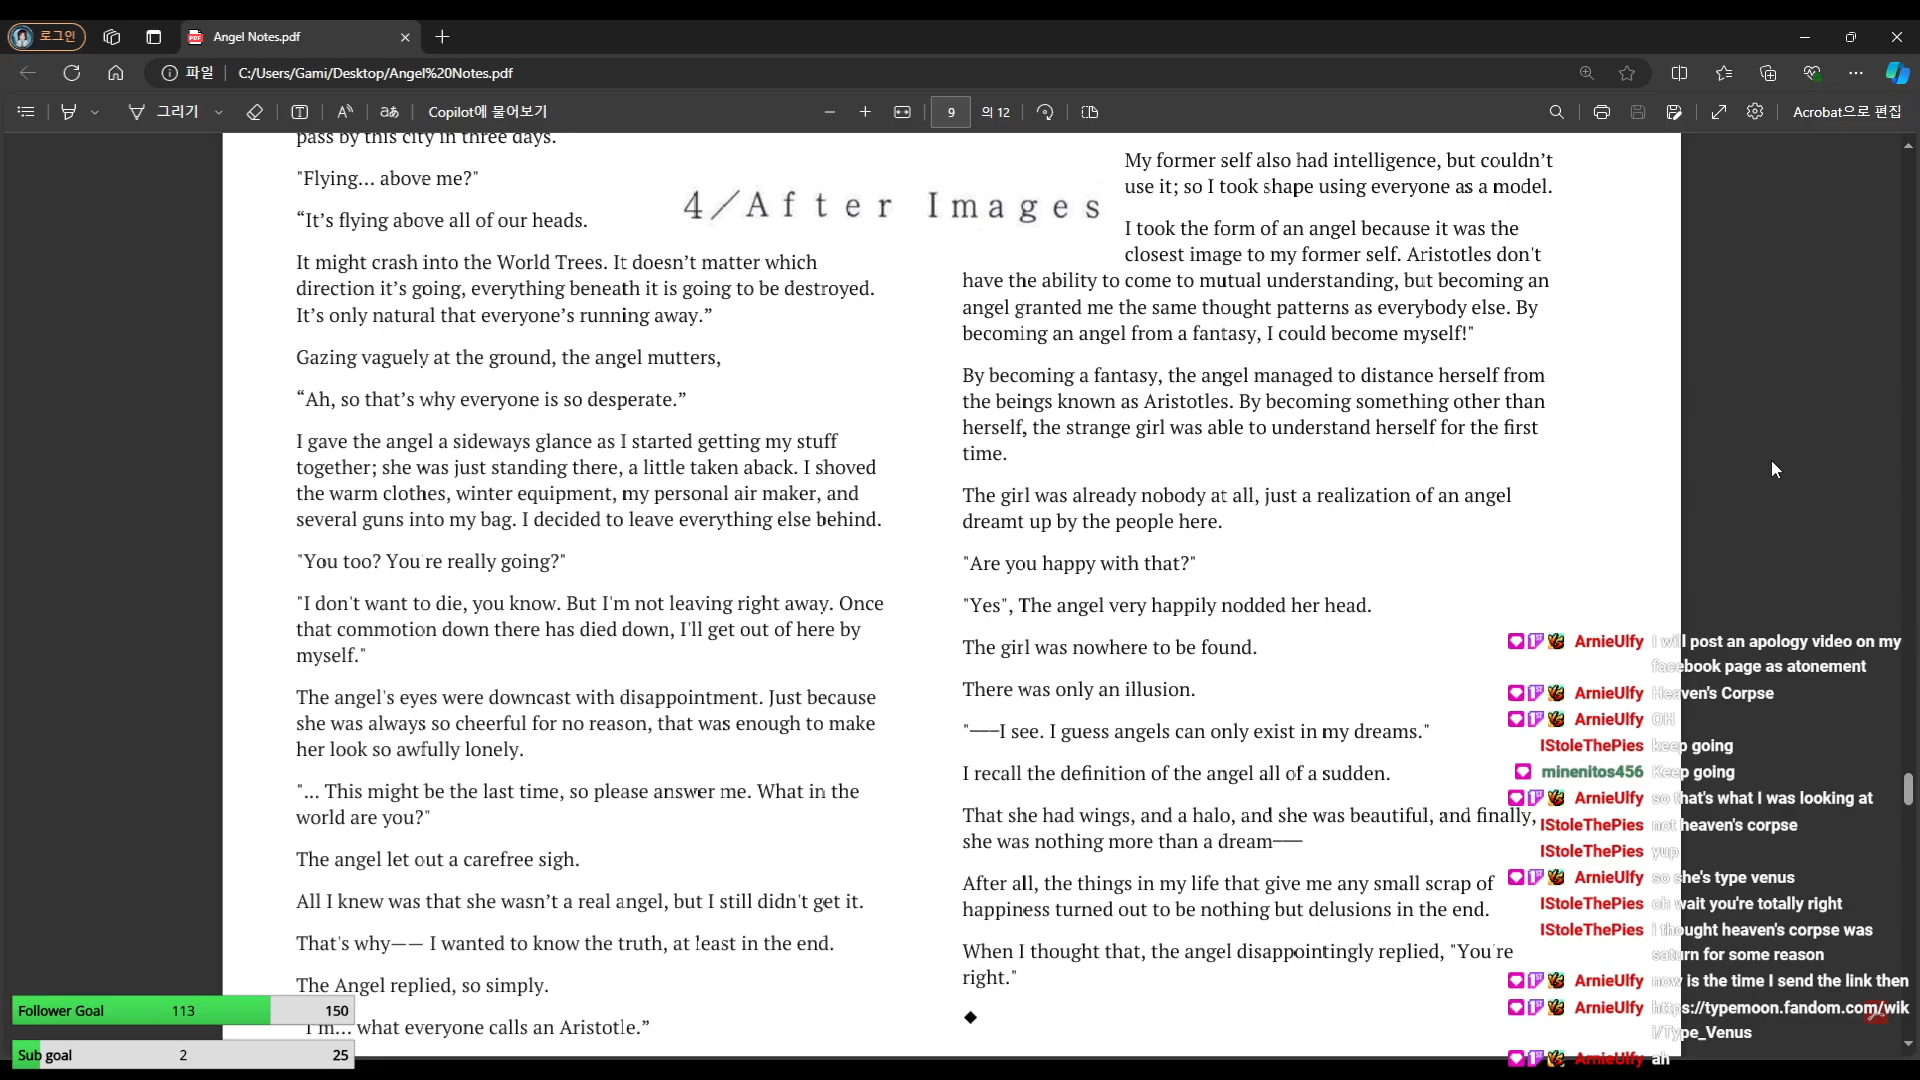 로그인
Angel Notes.pdf
파일
C:/Users/Gami/Desktop/Angel%20Notes.pdf
그리기
Copilot에 물어보기
9
의 12
Acrobat으로 편집
pass by this city in three days.
"Flying... above me?"
“It’s flying above all of our heads.
It might crash into the World Trees. It doesn’t matter which
direction it’s going, everything beneath it is going to be destroyed.
It’s only natural that everyone’s running away.”
Gazing vaguely at the ground, the angel mutters,
“Ah, so that’s why everyone is so desperate.”
I gave the angel a sideways glance as I started getting my stuff
together; she was just standing there, a little taken aback. I shoved
the warm clothes, winter equipment, my personal air maker, and
several guns into my bag. I decided to leave everything else behind.
"You too? You're really going?"
"I don't want to die, you know. But I'm not leaving right away. Once
that commotion down there has died down, I'll get out of here by
myself."
The angel's eyes were downcast with disappointment. Just because
she was always so cheerful for no reason, that was enough to make
her look so awfully lonely.
"... This might be the last time, so please answer me. What in the
world are you?"
The angel let out a carefree sigh.
All I knew was that she wasn’t a real angel, but I still didn't get it.
That's why—— I wanted to know the truth, at least in the end.
The Angel replied, so simply.
"I'm... what everyone calls an Aristotle.”
4/After Images
My former self also had intelligence, but couldn’t
use it; so I took shape using everyone as a model.
I took the form of an angel because it was the
closest image to my former self. Aristotles don't
have the ability to come to mutual understanding, but becoming an
angel granted me the same thought patterns as everybody else. By
becoming an angel from a fantasy, I could become myself!"
By becoming a fantasy, the angel managed to distance herself from
the beings known as Aristotles. By becoming something other than
herself, the strange girl was able to understand herself for the first
time.
The girl was already nobody at all, just a realization of an angel
dreamt up by the people here.
"Are you happy with that?"
"Yes", The angel very happily nodded her head.
The girl was nowhere to be found.
There was only an illusion.
"──I see. I guess angels can only exist in my dreams."
I recall the definition of the angel all of a sudden.
That she had wings, and a halo, and she was beautiful, and finally,
she was nothing more than a dream──
After all, the things in my life that give me any small scrap of
happiness turned out to be nothing but delusions in the end.
When I thought that, the angel disappointingly replied, "You're
right."
ArnieUlfy I will post an apology video on my
facebook page as atonement
ArnieUlfy Heaven's Corpse
ArnieUlfy OH
IStoleThePies keep going
minenitos456 Keep going
ArnieUlfy so that's what I was looking at
IStoleThePies not heaven's corpse
IStoleThePies yup
ArnieUlfy so she's type venus
IStoleThePies oh wait you're totally right
IStoleThePies i thought heaven's corpse was
saturn for some reason
ArnieUlfy now is the time I send the link then
ArnieUlfy https://typemoon.fandom.com/wik
i/Type_Venus
ArnieUlfy ah
Follower Goal 113 150
Sub goal 2 25